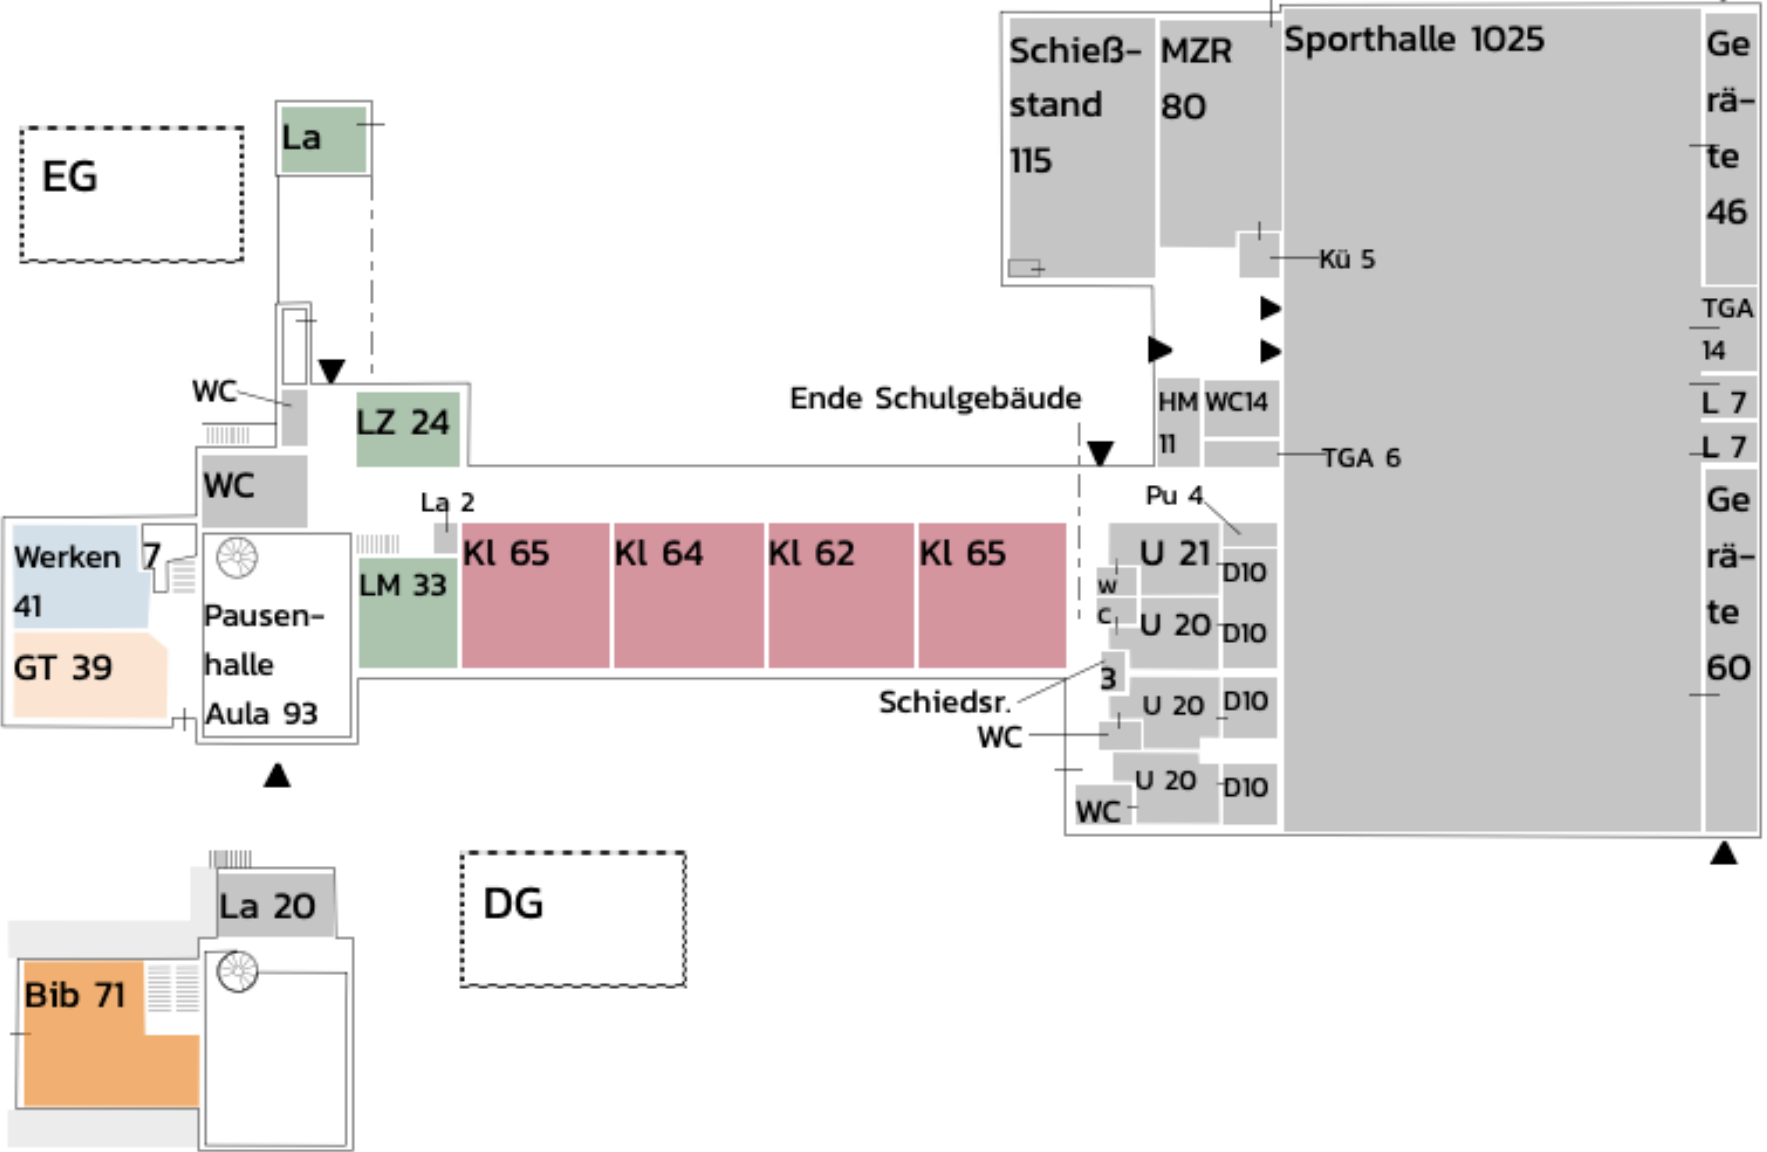 Schieß-
stand
115
MZR
80
Sporthalle 1025
Ge
rä-
te
46
EG
La
Kü 5
TGA
14
WC
LZ 24
Ende Schulgebäude
HM
11
WC14
L 7
L 7
TGA 6
WC
La 2
Pu 4
Ge
rä-
te
60
Werken
41
7
Kl 65
Kl 64
Kl 62
Kl 65
U 21
D10
LM 33
W
C
U 20
D10
Pausen-
halle
Aula 93
GT 39
3
Schiedsr.
WC
U 20
D10
U 20
D10
WC
La 20
DG
Bib 71